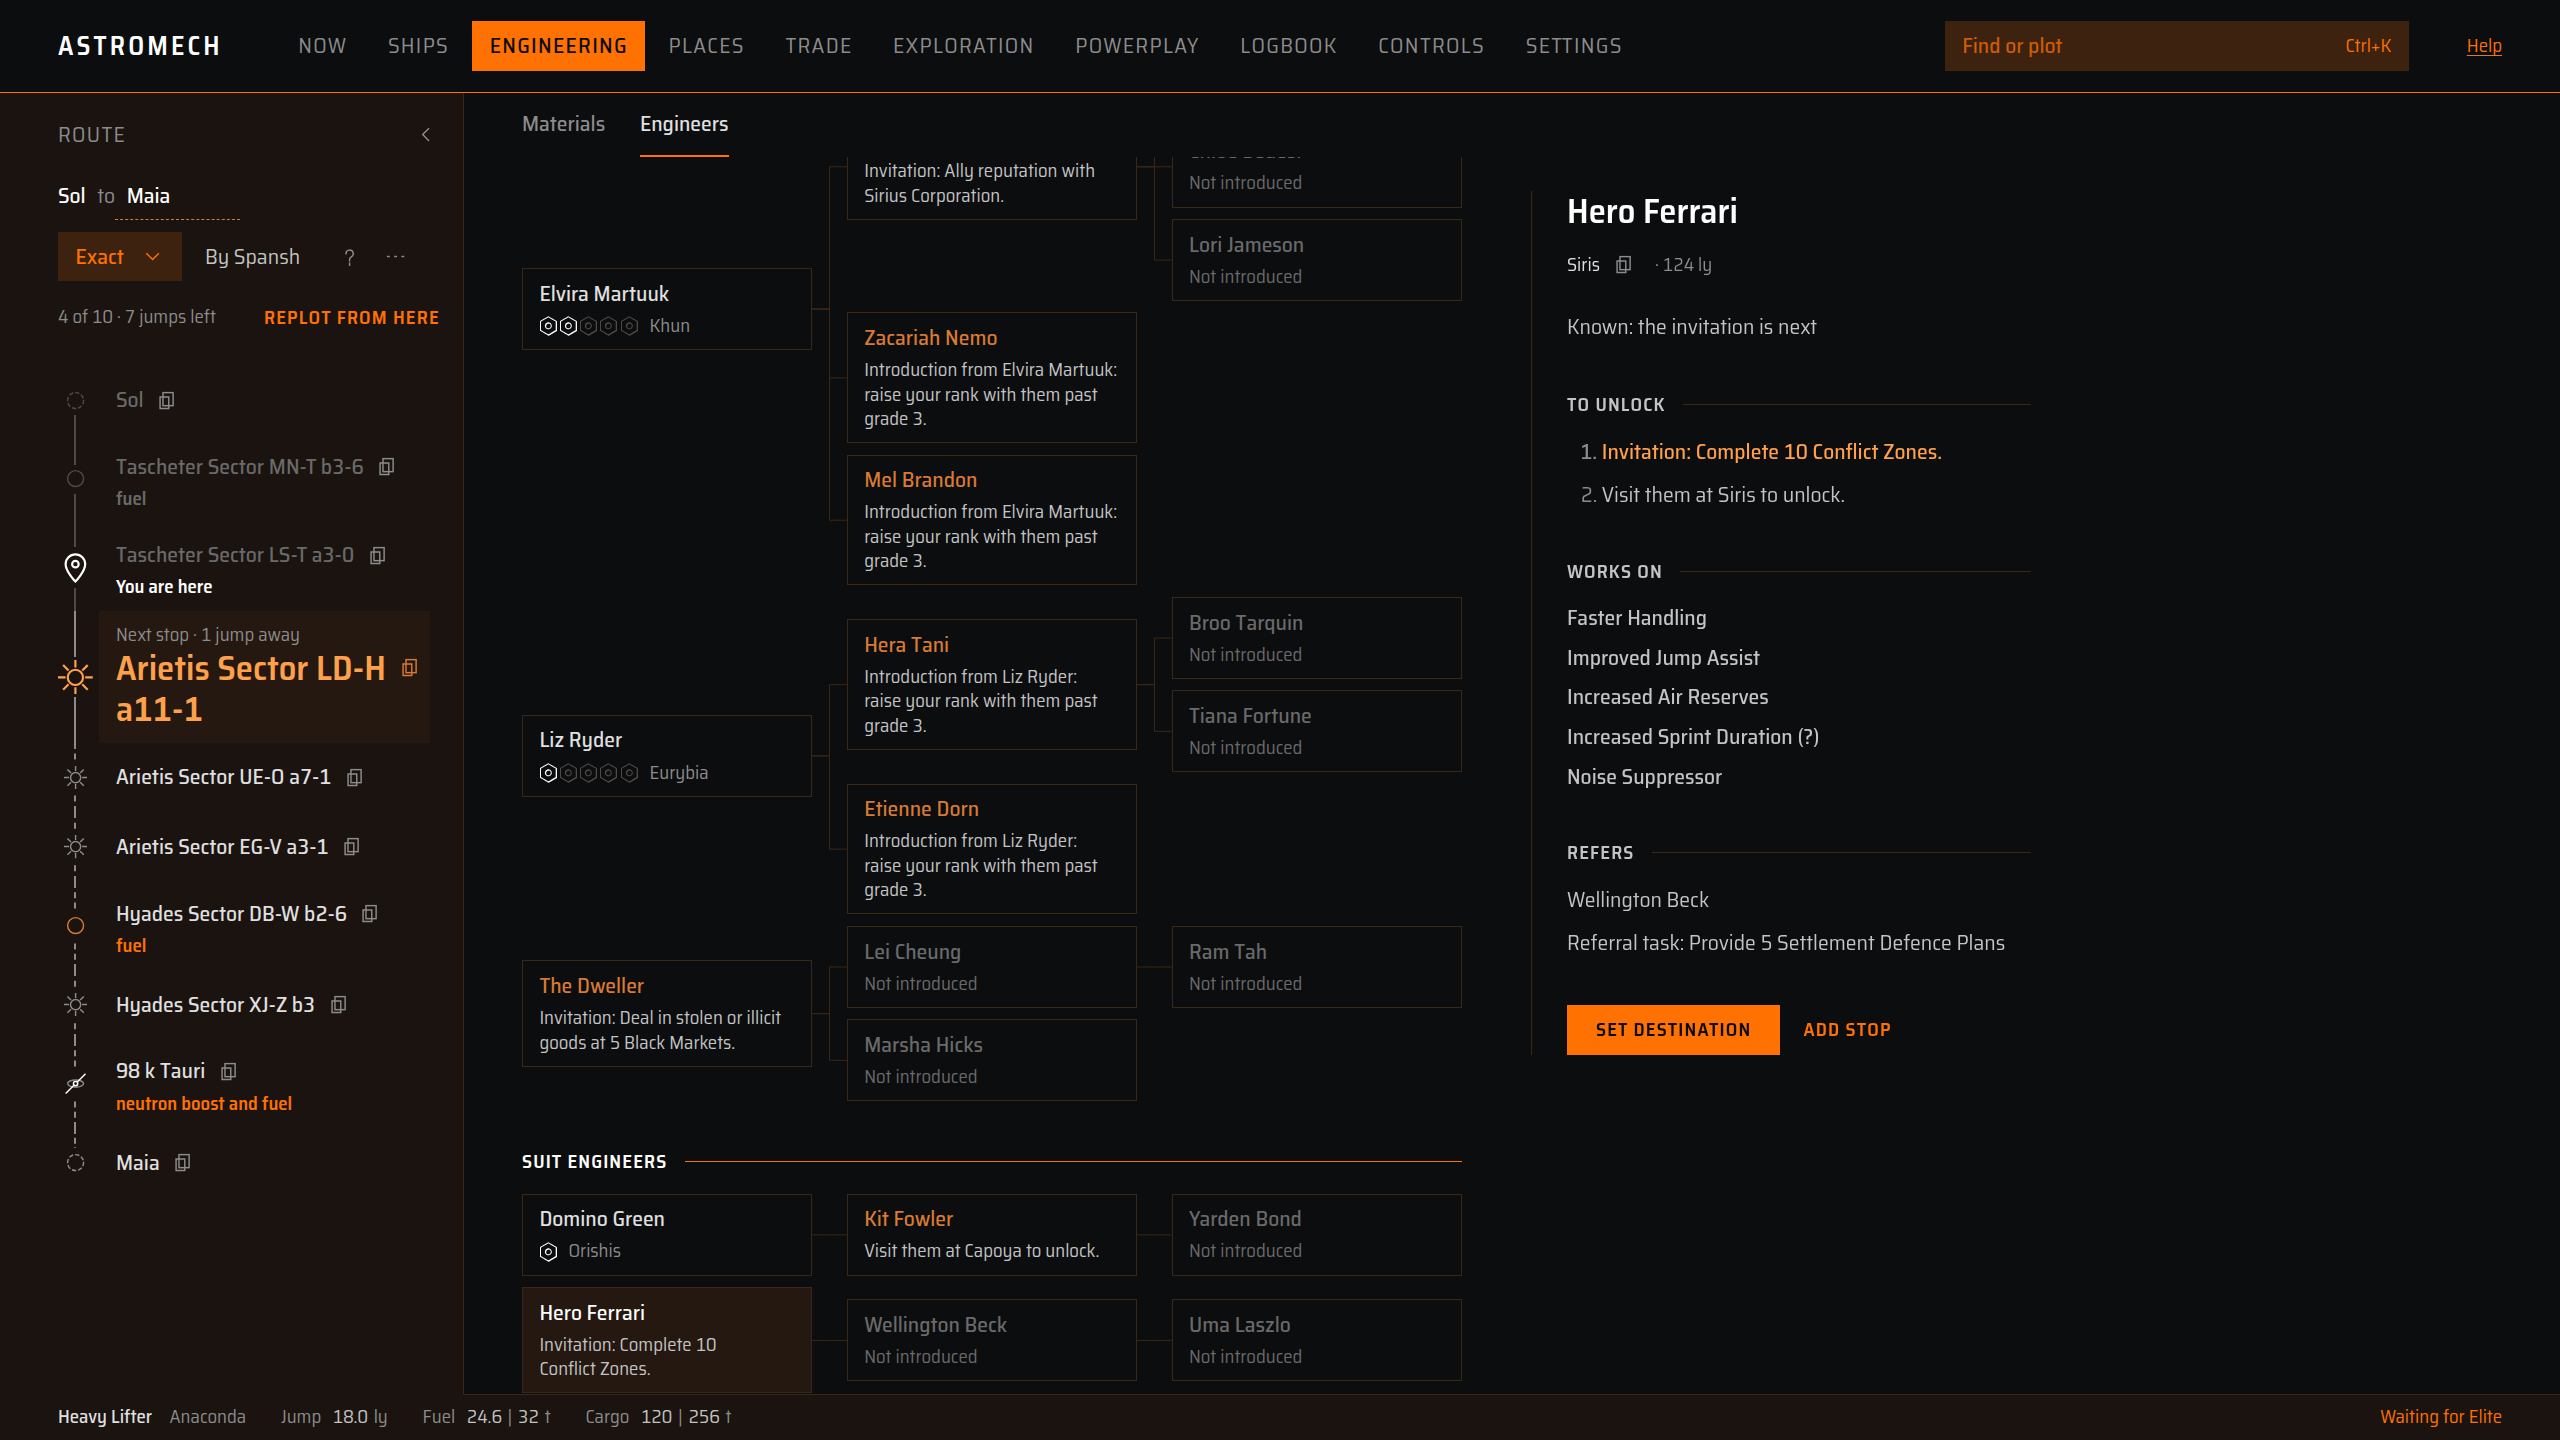 ASTROMECH
NOW
SHIPS
ENGINEERING
PLACES
TRADE
EXPLORATION
POWERPLAY
LOGBOOK
CONTROLS
SETTINGS
Find or plot
Ctrl+K
Help
ROUTE
Sol to Maia
Exact
By Spansh
?
4 of 10 · 7 jumps left
REPLOT FROM HERE
Sol
Tascheter Sector MN-T b3-6
fuel
Tascheter Sector LS-T a3-0
You are here
Next stop · 1 jump away
Arietis Sector LD-H
a11-1
Arietis Sector UE-O a7-1
Arietis Sector EG-V a3-1
Hyades Sector DB-W b2-6
fuel
Hyades Sector XJ-Z b3
98 k Tauri
neutron boost and fuel
Maia
Materials
Engineers
Invitation: Ally reputation with
Sirius Corporation.
Not introduced
Lori Jameson
Not introduced
Elvira Martuuk
Khun
Zacariah Nemo
Introduction from Elvira Martuuk:
raise your rank with them past
grade 3.
Mel Brandon
Introduction from Elvira Martuuk:
raise your rank with them past
grade 3.
Liz Ryder
Eurybia
Hera Tani
Introduction from Liz Ryder:
raise your rank with them past
grade 3.
Broo Tarquin
Not introduced
Tiana Fortune
Not introduced
Etienne Dorn
Introduction from Liz Ryder:
raise your rank with them past
grade 3.
The Dweller
Invitation: Deal in stolen or illicit
goods at 5 Black Markets.
Lei Cheung
Not introduced
Ram Tah
Not introduced
Marsha Hicks
Not introduced
SUIT ENGINEERS
Domino Green
Orishis
Kit Fowler
Visit them at Capoya to unlock.
Yarden Bond
Not introduced
Hero Ferrari
Invitation: Complete 10
Conflict Zones.
Wellington Beck
Not introduced
Uma Laszlo
Not introduced
Hero Ferrari
Siris · 124 ly
Known: the invitation is next
TO UNLOCK
1. Invitation: Complete 10 Conflict Zones.
2. Visit them at Siris to unlock.
WORKS ON
Faster Handling
Improved Jump Assist
Increased Air Reserves
Increased Sprint Duration (?)
Noise Suppressor
REFERS
Wellington Beck
Referral task: Provide 5 Settlement Defence Plans
SET DESTINATION
ADD STOP
Heavy Lifter Anaconda Jump 18.0 ly Fuel 24.6 | 32 t Cargo 120 | 256 t
Waiting for Elite